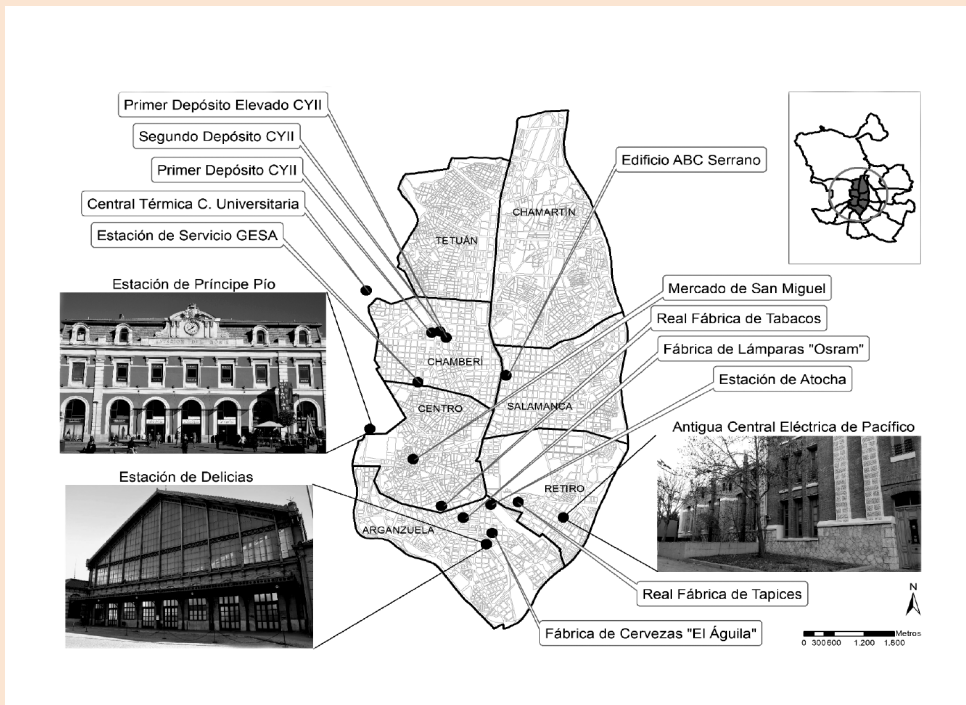 Primer Depósito Elevado CYII
Segundo Depósito CYII
Primer Depósito CYII
Central Térmica C. Universitaria
Estación de Servicio GESA
Estación de Príncipe Pío
Estación de Delicias
Edificio ABC Serrano
Mercado de San Miguel
Real Fábrica de Tabacos
Fábrica de Lámparas "Osram"
Estación de Atocha
Antigua Central Eléctrica de Pacífico
Real Fábrica de Tapices
Fábrica de Cervezas "El Águila"
CHAMARTÍN
TETUÁN
CHAMBERÍ
CENTRO
SALAMANCA
RETIRO
ARGANZUELA
N
Metros
0 300 600 1.200 1.800